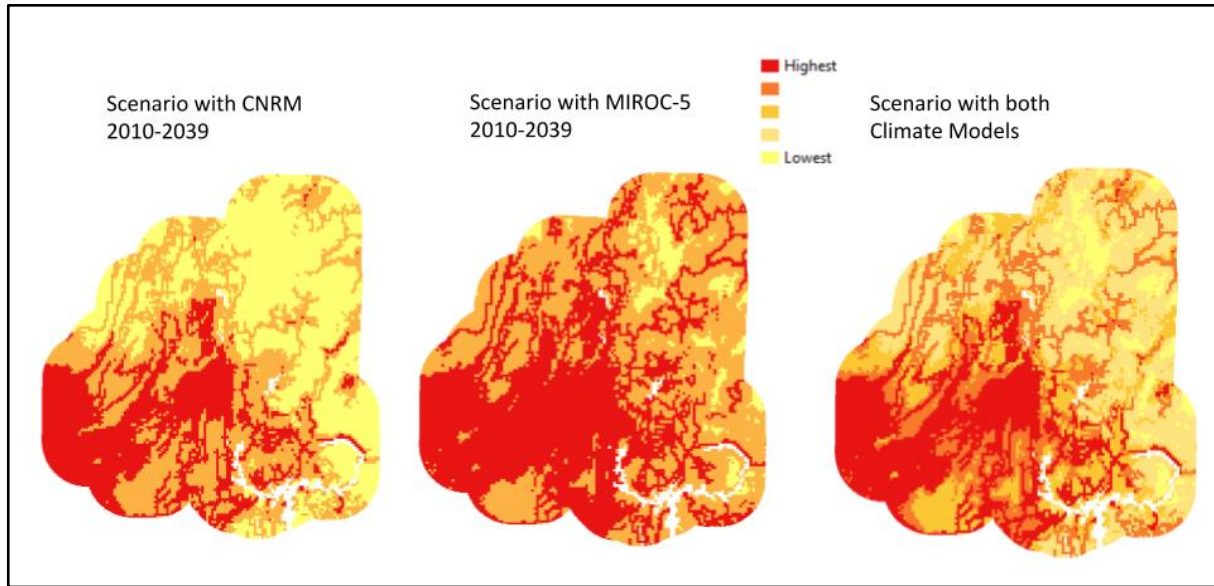 Scenario with CNRM
2010-2039
Scenario with MIROC-5
2010-2039
Highest
Lowest
Scenario with both
Climate Models